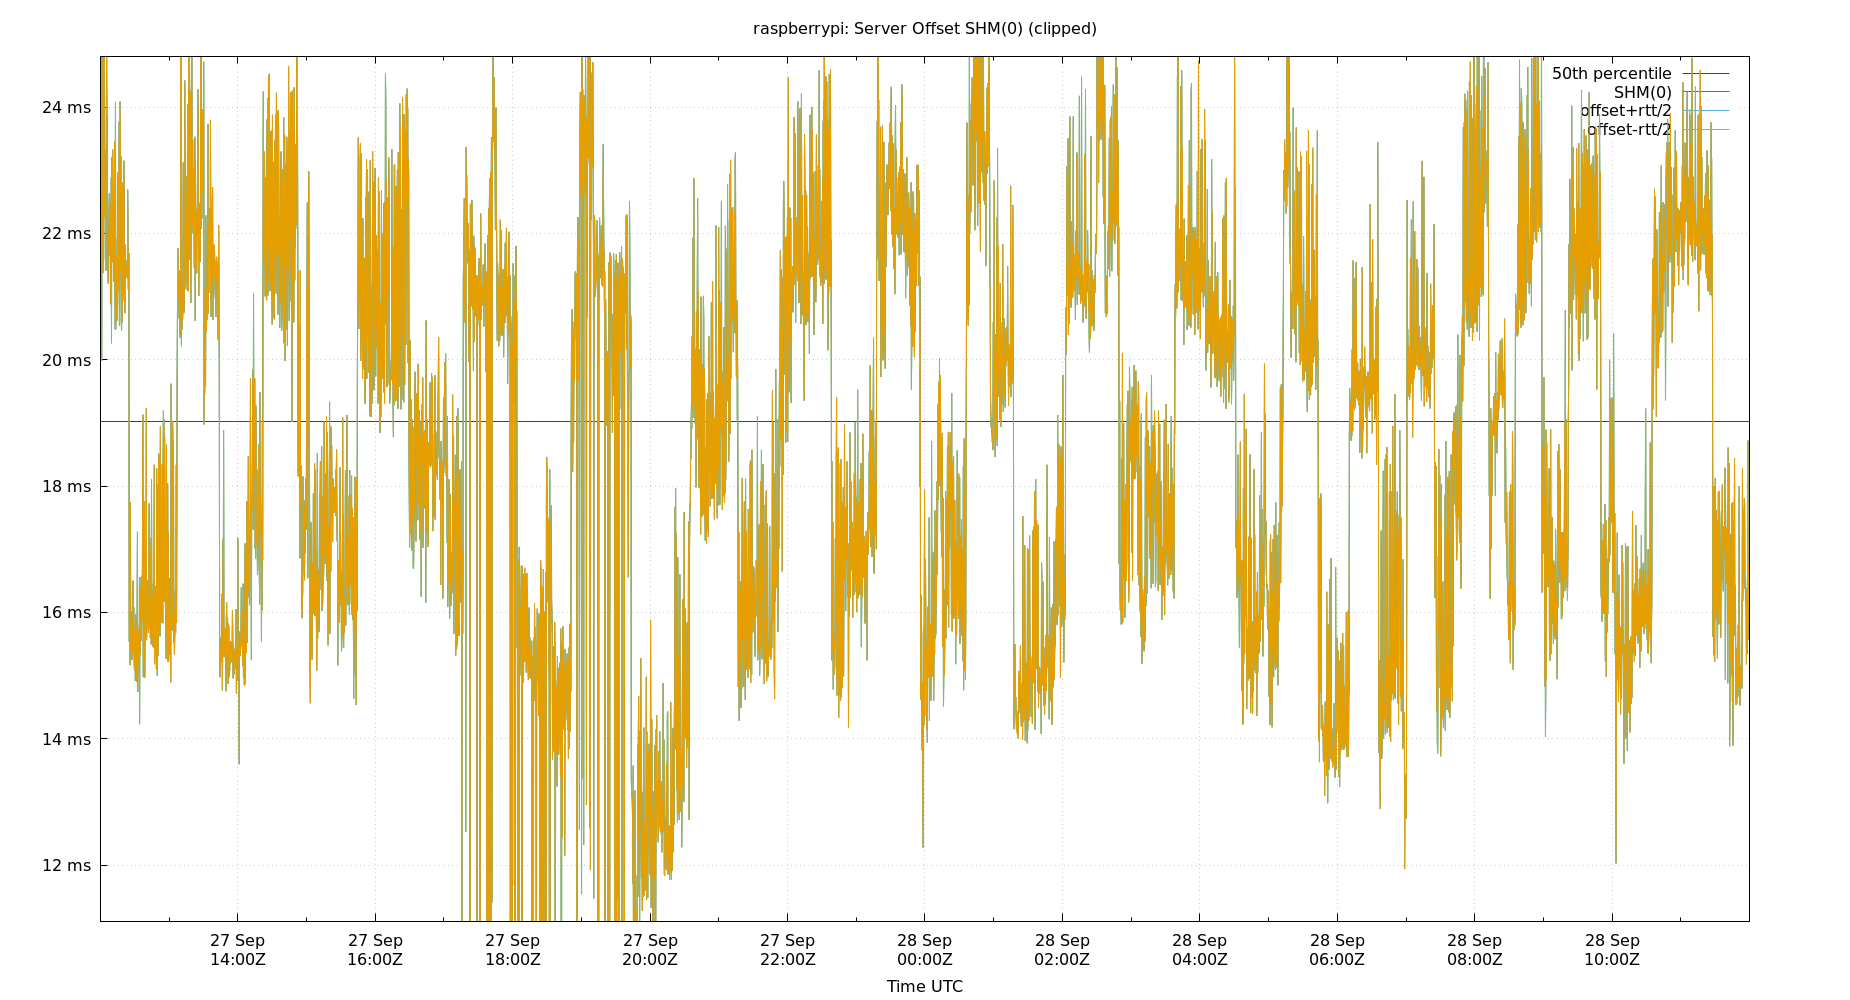 raspberrypi: Server Offset SHM(0) (clipped)
50th percentile
SHM(0)
offset+rtt/2
offset-rtt/2
24 ms
22 ms
20 ms
18 ms
16 ms
14 ms
12 ms
27 Sep 27 Sep 27 Sep 27 Sep 27 Sep 28 Sep 28 Sep 28 Sep 28 Sep 28 Sep 28 Sep
14:00Z 16:00Z 18:00Z 20:00Z 22:00Z 00:00Z 02:00Z 04:00Z 06:00Z 08:00Z 10:00Z
Time UTC